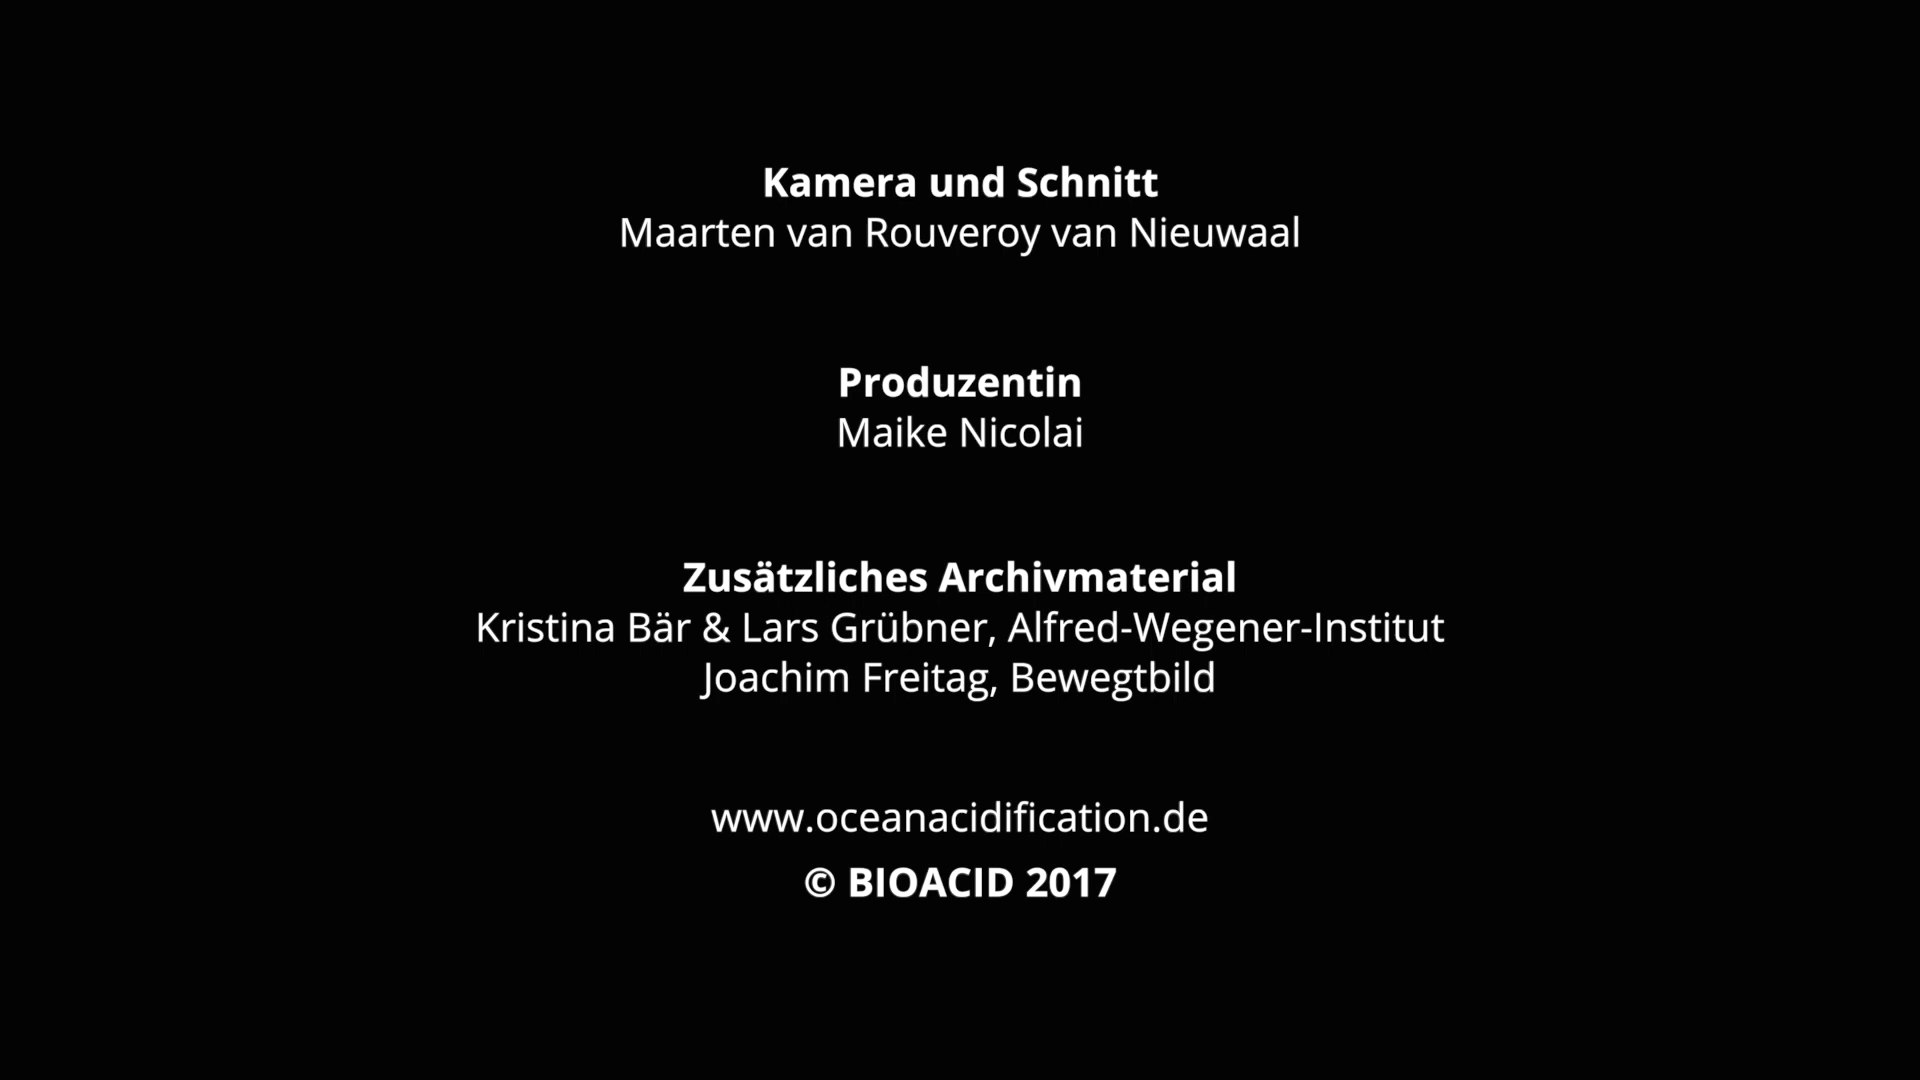 Kamera und Schnitt
Maarten van Rouveroy van Nieuwaal
Produzentin
Maike Nicolai
Zusätzliches Archivmaterial
Kristina Bär & Lars Grübner, Alfred-Wegener-Institut
Joachim Freitag, Bewegtbild
www.oceanacidification.de
© BIOACID 2017